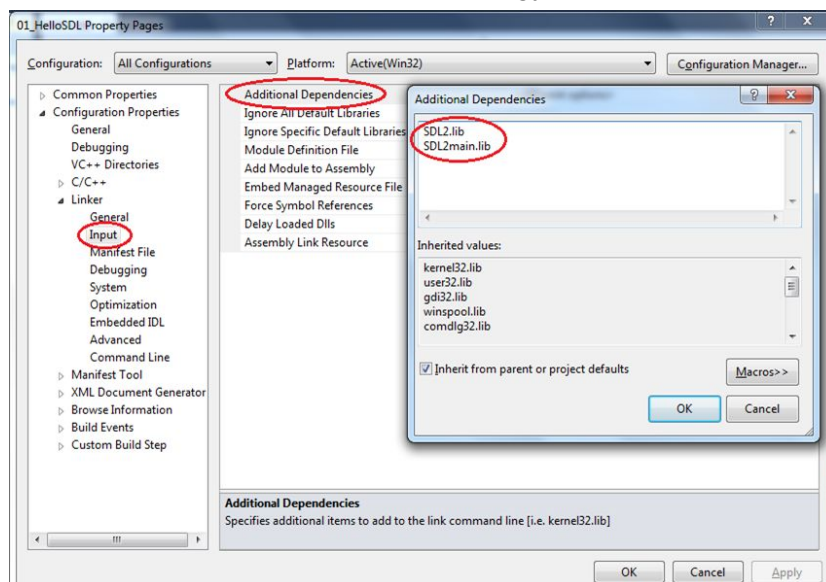 01_HelloSDL Property Pages
Configuration: All Configurations Platform: Active(Win32) Configuration Manager...
Common Properties
Configuration Properties
General
Debugging
VC++ Directories
C/C++
Linker
General
Input
Manifest File
Debugging
System
Optimization
Embedded IDL
Advanced
Command Line
Manifest Tool
XML Document Generator
Browse Information
Build Events
Custom Build Step
Additional Dependencies
Ignore All Default Libraries
Ignore Specific Default Libraries
Module Definition File
Add Module to Assembly
Embed Managed Resource File
Force Symbol References
Delay Loaded Dlls
Assembly Link Resource
Additional Dependencies
SDL2.lib
SDL2main.lib
Inherited values:
kernel32.lib
user32.lib
gdi32.lib
winspool.lib
comdlg32.lib
Inherit from parent or project defaults
Macros>>
OK Cancel
Additional Dependencies
Specifies additional items to add to the link command line [i.e. kernel32.lib]
OK Cancel Apply